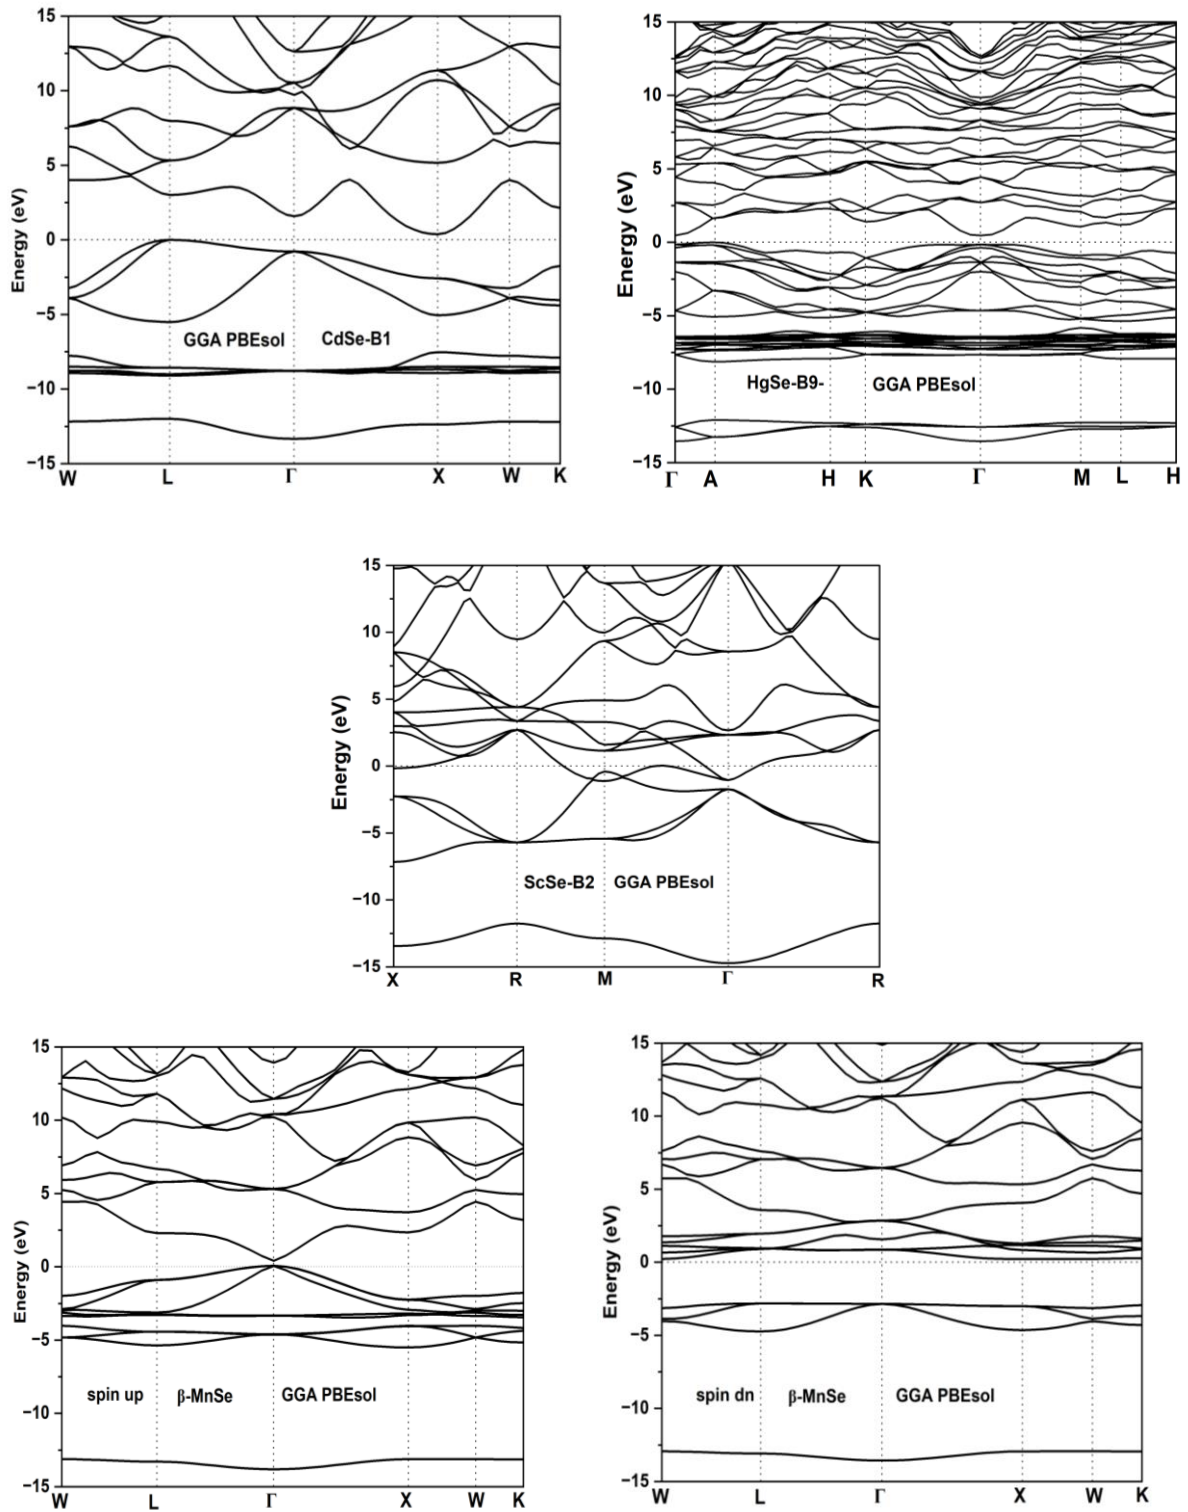 Energy (eV)
15
10
5
0
−5
−10
−15
GGA PBEsol CdSe-B1
W L Γ X W K
Energy (eV)
15
10
5
0
−5
−10
−15
HgSe-B9- GGA PBEsol
Γ A H K Γ M L H
Energy (eV)
15
10
5
0
−5
−10
−15
ScSe-B2 GGA PBEsol
X R M Γ R
Energy (eV)
15
10
5
0
−5
−10
−15
spin up β-MnSe GGA PBEsol
W L Γ X W K
Energy (eV)
15
10
5
0
−5
−10
−15
spin dn β-MnSe GGA PBEsol
W L Γ X W K